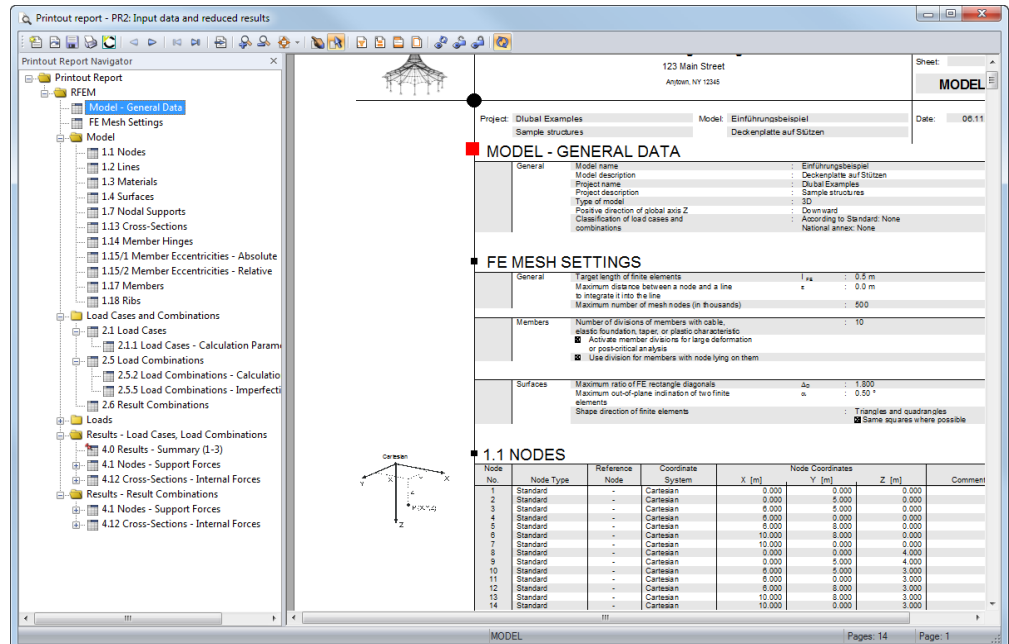 Printout report - PR2: Input data and reduced results
Printout Report Navigator
Printout Report
RFEM
Model - General Data
FE Mesh Settings
Model
1.1 Nodes
1.2 Lines
1.3 Materials
1.4 Surfaces
1.7 Nodal Supports
1.13 Cross-Sections
1.14 Member Hinges
1.15/1 Member Eccentricities - Absolute
1.15/2 Member Eccentricities - Relative
1.17 Members
1.18 Ribs
Load Cases and Combinations
2.1 Load Cases
2.1.1 Load Cases - Calculation Param
2.5 Load Combinations
2.5.2 Load Combinations - Calculatio
2.5.5 Load Combinations - Imperfecti
2.6 Result Combinations
Loads
Results - Load Cases, Load Combinations
4.0 Results - Summary (1-3)
4.1 Nodes - Support Forces
4.12 Cross-Sections - Internal Forces
Results - Result Combinations
4.1 Nodes - Support Forces
4.12 Cross-Sections - Internal Forces
123 Main Street
Anytown, NY 12345
Sheet:
MODEL
Project: Dlubal Examples Model: Einführungsbeispiel Date: 06.11
Sample structures Deckenplatte auf Stützen
MODEL - GENERAL DATA
General Model name : Einführungsbeispiel
Model description : Deckenplatte auf Stützen
Project name : Dlubal Examples
Project description : Sample structures
Type of model : 3D
Positive direction of global axis Z : Downward
Classification of load cases and : According to Standard: None
combinations National annex: None
FE MESH SETTINGS
General Target length of finite elements l FE : 0.5 m
Maximum distance between a node and a line ε : 0.0 m
to integrate it into the line
Maximum number of mesh nodes (in thousands) : 500
Members Number of divisions of members with cable, : 10
elastic foundation, taper, or plastic characteristic
Activate member divisions for large deformation
or post-critical analysis
Use division for members with node lying on them
Surfaces Maximum ratio of FE rectangle diagonals ΔD : 1.800
Maximum out-of-plane inclination of two finite α : 0.50 °
elements
Shape direction of finite elements : Triangles and quadrangles
Same squares where possible
1.1 NODES
Cartesian
X
Y
Z
P(X,Y,Z)
Node Reference Coordinate Node Coordinates
No. Node Type Node System X [m] Y [m] Z [m] Comment
1 Standard - Cartesian 0.000 0.000 0.000
2 Standard - Cartesian 0.000 5.000 0.000
3 Standard - Cartesian 6.000 5.000 0.000
4 Standard - Cartesian 6.000 0.000 0.000
5 Standard - Cartesian 6.000 8.000 0.000
6 Standard - Cartesian 10.000 8.000 0.000
7 Standard - Cartesian 10.000 0.000 0.000
8 Standard - Cartesian 0.000 0.000 4.000
9 Standard - Cartesian 0.000 5.000 4.000
10 Standard - Cartesian 6.000 5.000 3.000
11 Standard - Cartesian 6.000 0.000 3.000
12 Standard - Cartesian 6.000 8.000 3.000
13 Standard - Cartesian 10.000 8.000 3.000
14 Standard - Cartesian 10.000 0.000 3.000
MODEL Pages: 14 Page: 1